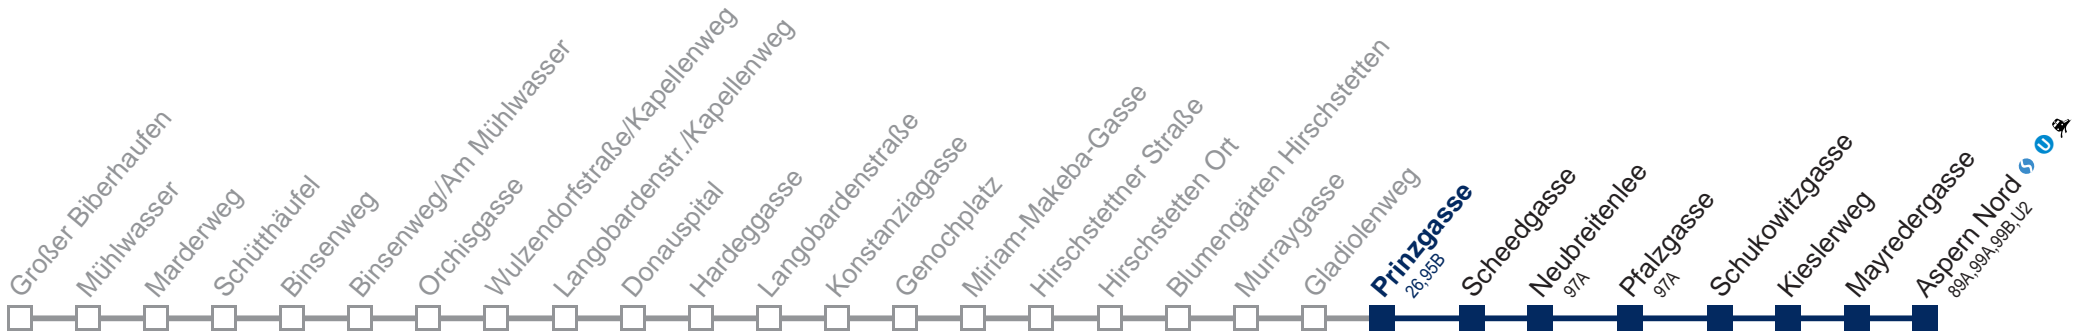 Großer Biberhaufen
Mühlwasser
Marderweg
Schütthäufel
Binsenweg
Binsenweg/Am Mühlwasser
Orchisgasse
Wulzendorfstraße/Kapellenweg
Langobardenstr./Kapellenweg
Donauspital
Hardeggasse
Langobardenstraße
Konstanziagasse
Genochplatz
Miriam-Makeba-Gasse
Hirschstettner Straße
Hirschstetten Ort
Blumengärten Hirschstetten
Murraygasse
Gladiolenweg
Prinzgasse
26,95B
Scheedgasse
Neubreitenlee
97A
Pfalzgasse
97A
Schukowitzgasse
Kieslerweg
Mayredergasse
Aspern Nord S U
89A,99A,99B,U2